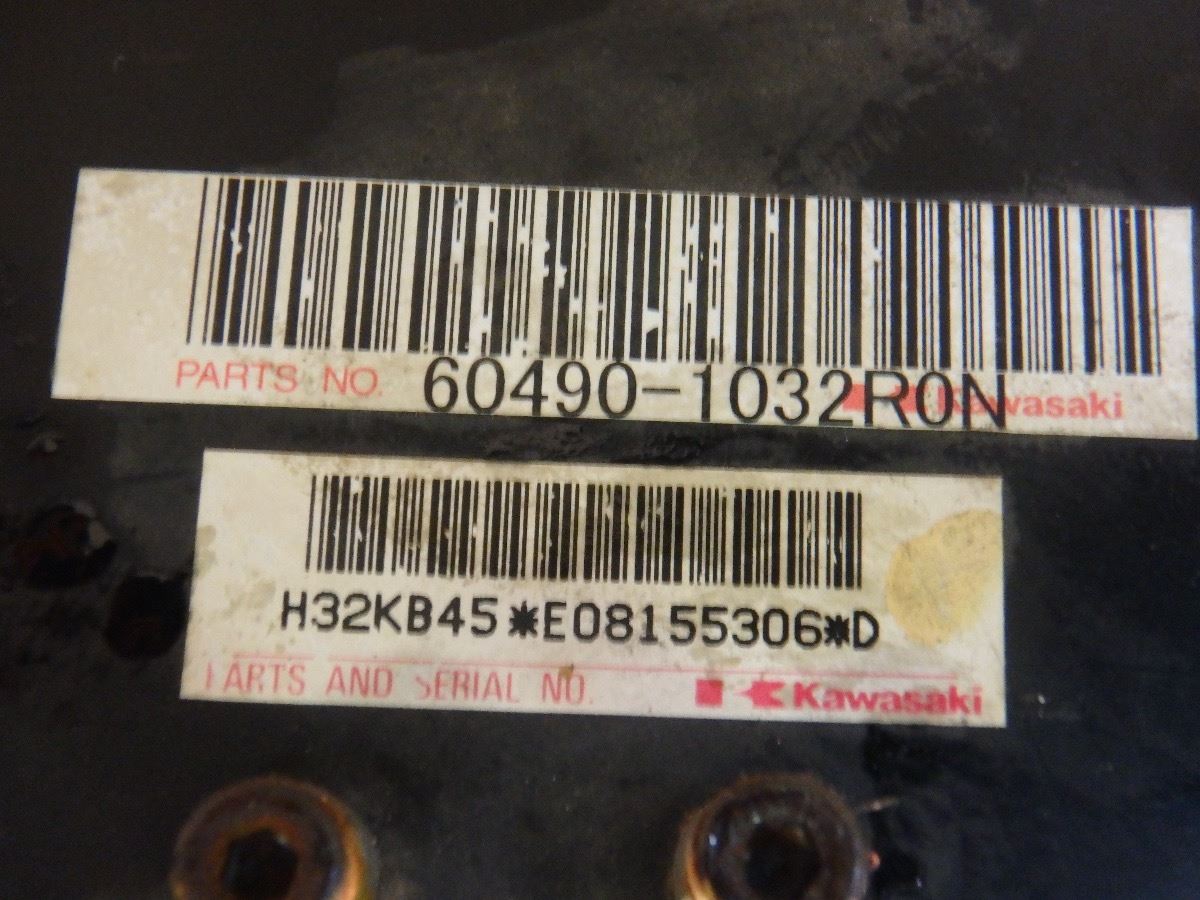 PARTS NO. 60490-1032R0N Kawasaki
H32KB45*E08155306*D
PARTS AND SERIAL NO. Kawasaki